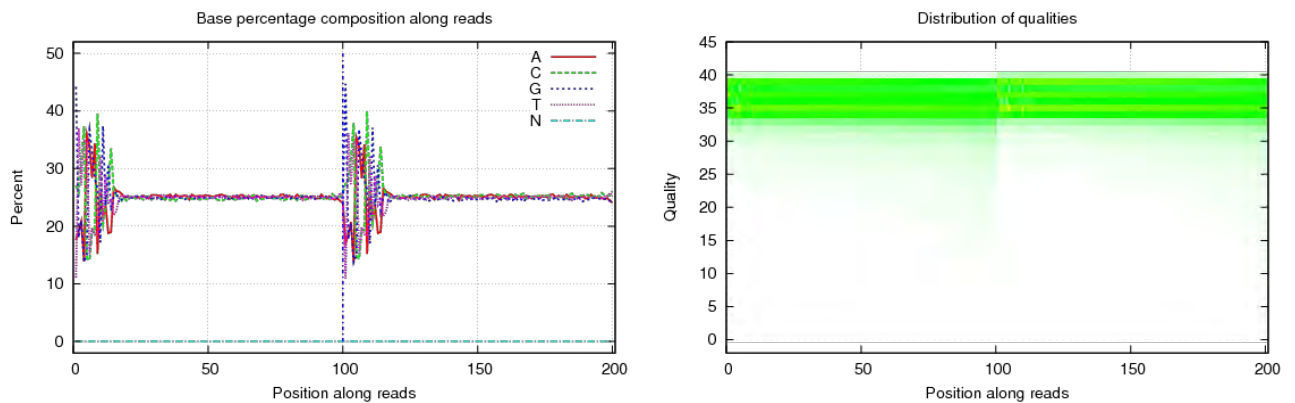 Base percentage composition along reads
50
40
30
20
10
0
Percent
A
C
G
T
N
0
50
100
150
200
Position along reads
Distribution of qualities
45
40
35
30
25
20
15
10
5
0
Quality
0
50
100
150
200
Position along reads